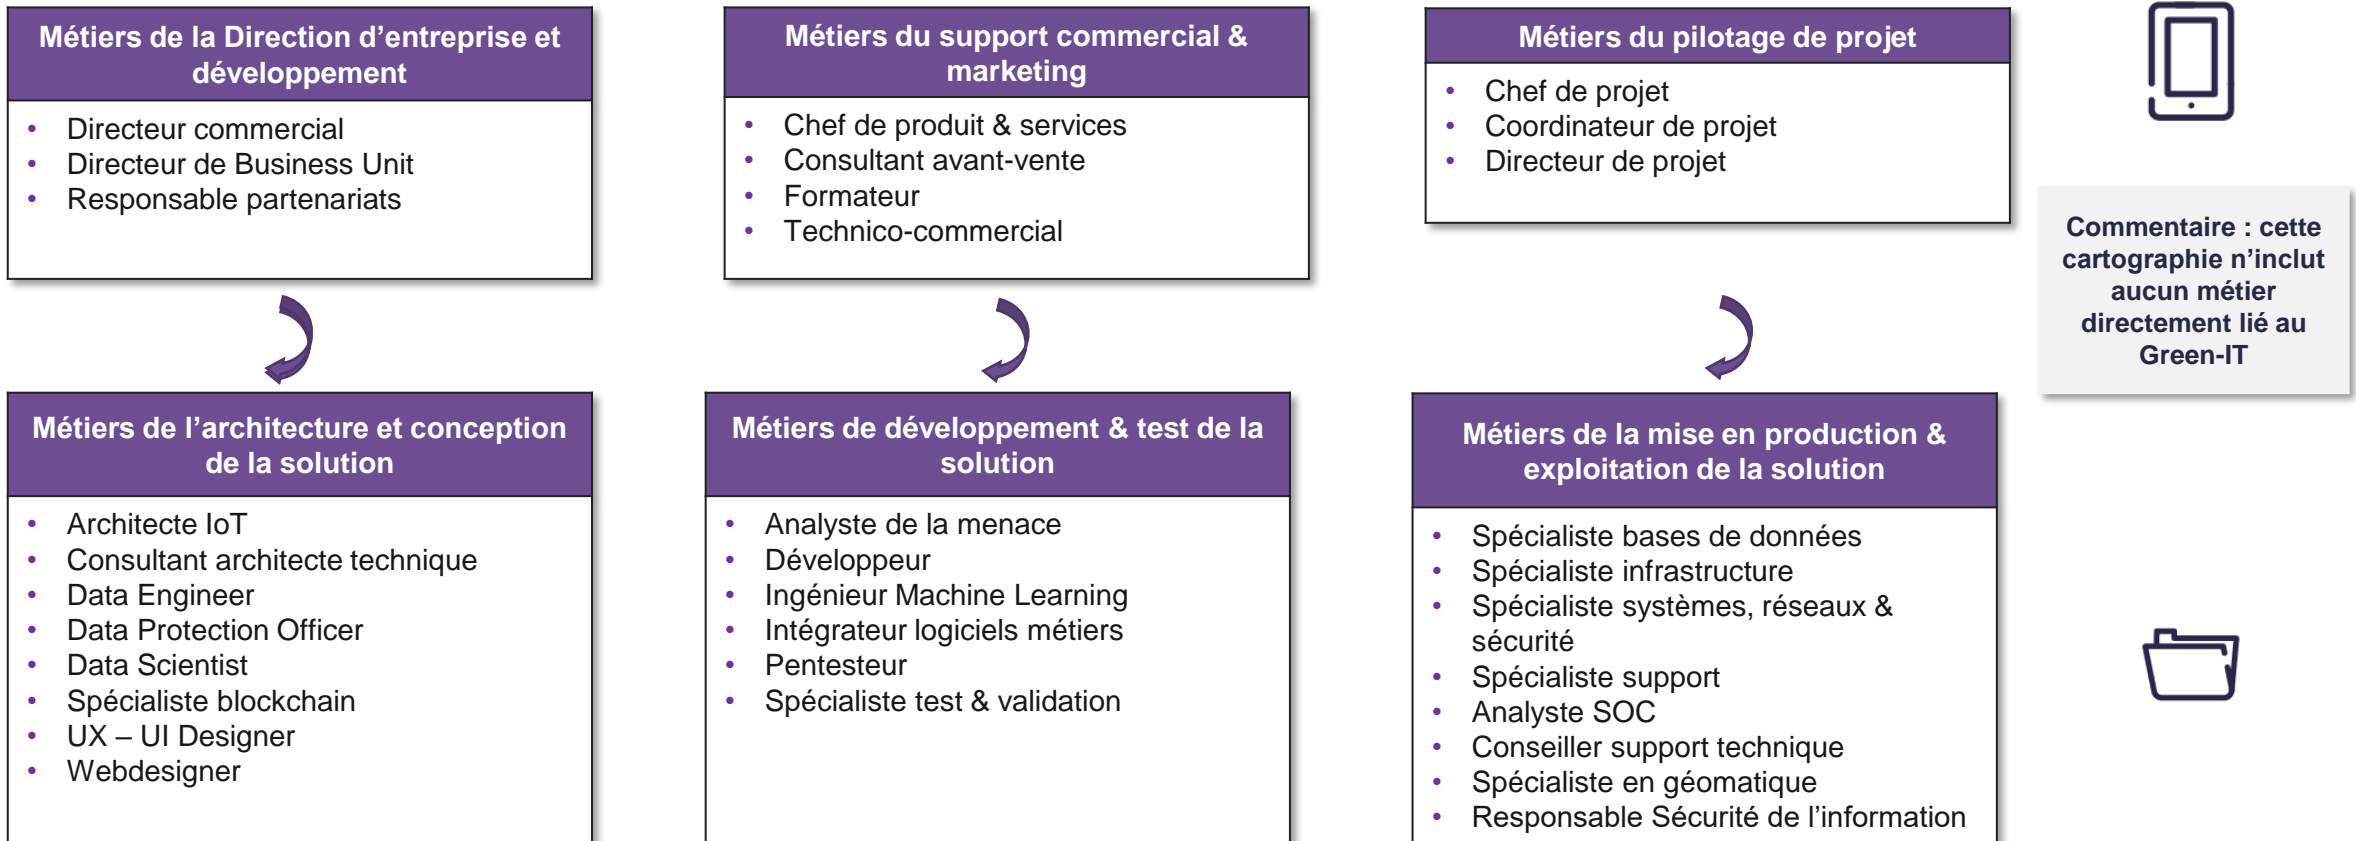 Métiers de la Direction d’entreprise et
développement
• Directeur commercial
• Directeur de Business Unit
• Responsable partenariats
Métiers du support commercial &
marketing
• Chef de produit & services
• Consultant avant-vente
• Formateur
• Technico-commercial
Métiers du pilotage de projet
• Chef de projet
• Coordinateur de projet
• Directeur de projet
Commentaire : cette
cartographie n’inclut
aucun métier
directement lié au
Green-IT
Métiers de l’architecture et conception
de la solution
• Architecte IoT
• Consultant architecte technique
• Data Engineer
• Data Protection Officer
• Data Scientist
• Spécialiste blockchain
• UX – UI Designer
• Webdesigner
Métiers de développement & test de la
solution
• Analyste de la menace
• Développeur
• Ingénieur Machine Learning
• Intégrateur logiciels métiers
• Pentesteur
• Spécialiste test & validation
Métiers de la mise en production &
exploitation de la solution
• Spécialiste bases de données
• Spécialiste infrastructure
• Spécialiste systèmes, réseaux &
sécurité
• Spécialiste support
• Analyste SOC
• Conseiller support technique
• Spécialiste en géomatique
• Responsable Sécurité de l’information